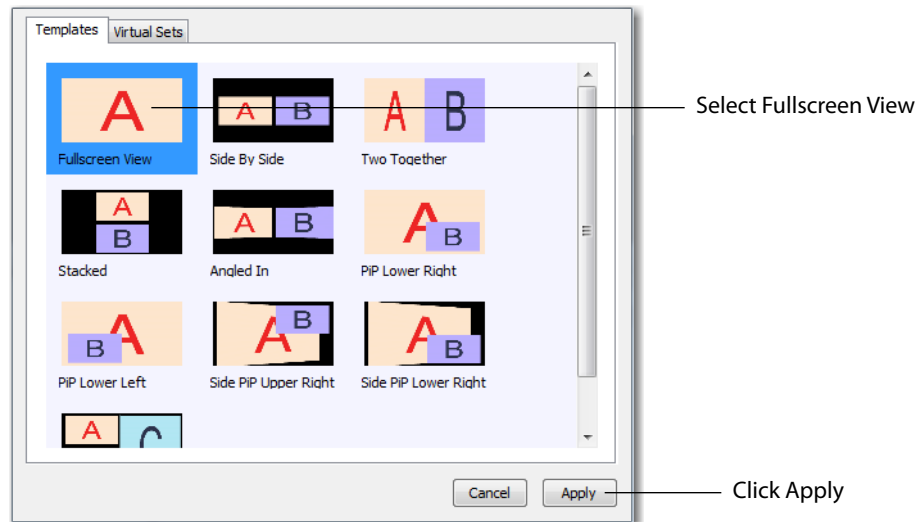 Templates Virtual Sets
A A B A B
Select Fullscreen View
Fullscreen View Side By Side Two Together
A B A B A B
Stacked Angled In PiP Lower Right
A B A B A B
PiP Lower Left Side PiP Upper Right Side PiP Lower Right
A C
Cancel Apply
Click Apply